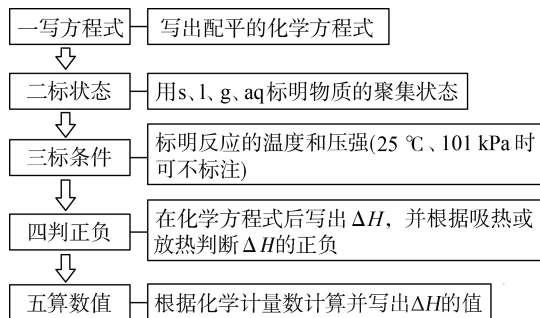 一写方程式
写出配平的化学方程式
二标状态
用s、l、g、aq标明物质的聚集状态
三标条件
标明反应的温度和压强(25 ℃、101 kPa时
可不标注)
四判正负
在化学方程式后写出ΔH，并根据吸热或
放热判断ΔH的正负
五算数值
根据化学计量数计算并写出ΔH的值